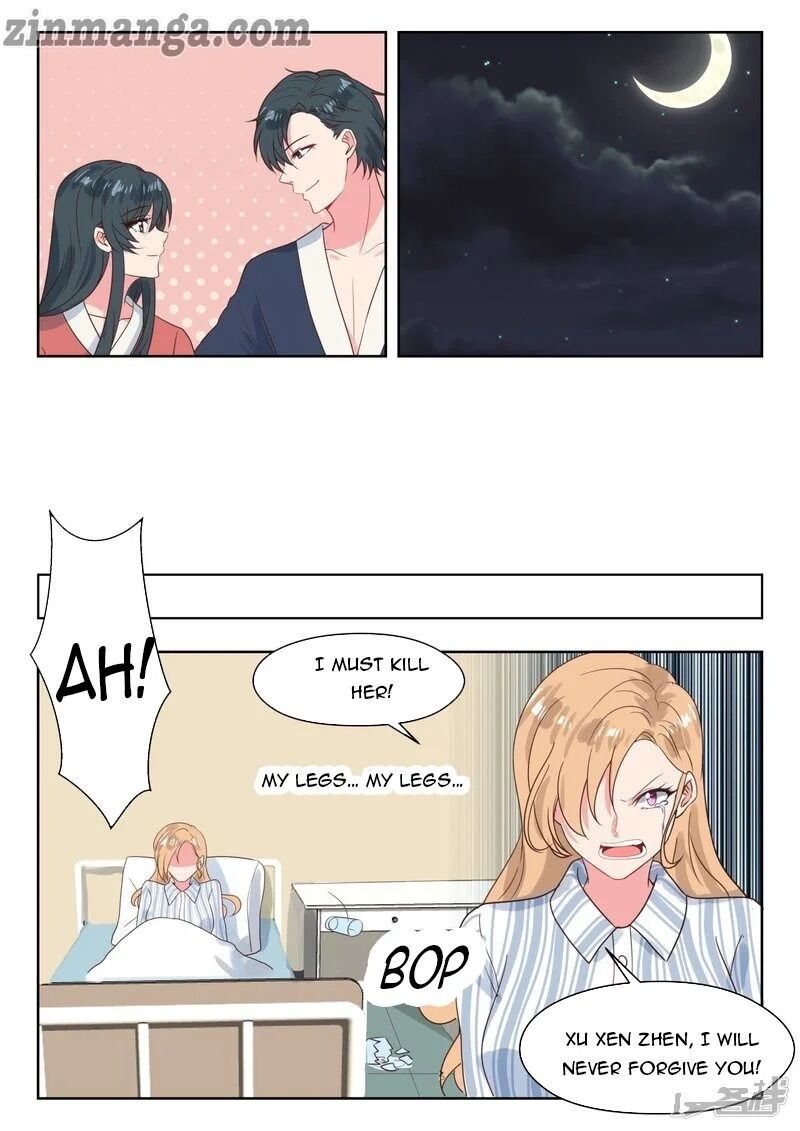 zinmanga.com
AH!
I MUST KILL
HER!
MY LEGS... MY LEGS...
BOP
XU XEN ZHEN, I WILL
NEVER FORGIVE YOU!